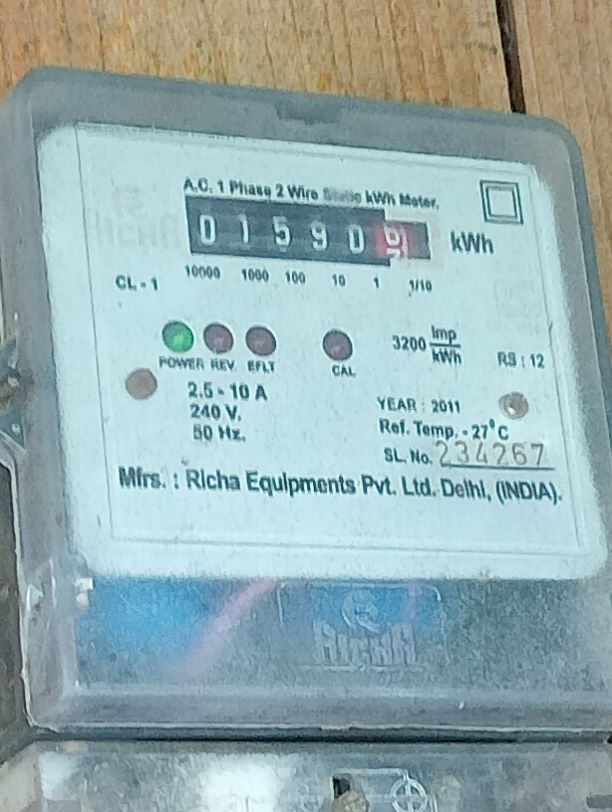 A.C. 1 Phase 2 Wire Static kWh Meter.
0 1 5 9 0 kWh
10000 1000 100 10 1 1/10
CL - 1
3200 Imp/kWh
RS : 12
POWER REV. EFLT CAL
2.5 - 10 A
240 V.
50 Hz.
YEAR : 2011
Ref. Temp. - 27°C
SL. No. 234267
Mfrs. : Richa Equipments Pvt. Ltd. Delhi, (INDIA).
RICHA